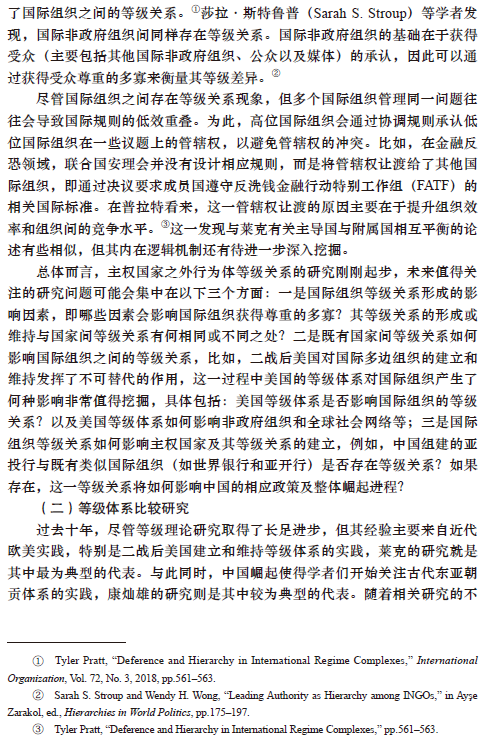 了国际组织之间的等级关系。①莎拉·斯特鲁普（Sarah S. Stroup）等学者发
现，国际非政府组织间同样存在等级关系。国际非政府组织的基础在于获得
受众（主要包括其他国际非政府组织、公众以及媒体）的承认，因此可以通
过获得受众尊重的多寡来衡量其等级差异。②
尽管国际组织之间存在等级关系现象，但多个国际组织管理同一问题往
往会导致国际规则的低效重叠。为此，高位国际组织会通过协调规则承认低
位国际组织在一些议题上的管辖权，以避免管辖权的冲突。比如，在金融反
恐领域，联合国安理会并没有设计相应规则，而是将管辖权让渡给了其他国
际组织，即通过决议要求成员国遵守反洗钱金融行动特别工作组（FATF）的
相关国际标准。在普拉特看来，这一管辖权让渡的原因主要在于提升组织效
率和组织间的竞争水平。③这一发现与莱克有关主导国与附属国相互平衡的论
述有些相似，但其内在逻辑机制还有待进一步深入挖掘。
总体而言，主权国家之外行为体等级关系的研究刚刚起步，未来值得关
注的研究问题可能会集中在以下三个方面：一是国际组织等级关系形成的影
响因素，即哪些因素会影响国际组织获得尊重的多寡？其等级关系的形成或
维持与国家间等级关系有何相同或不同之处？二是既有国家间等级关系如何
影响国际组织之间的等级关系，比如，二战后美国对国际多边组织的建立和
维持发挥了不可替代的作用，这一过程中美国的等级体系对国际组织产生了
何种影响非常值得挖掘，具体包括：美国等级体系是否影响国际组织的等级
关系？以及美国等级体系如何影响非政府组织和全球社会网络等；三是国际
组织等级关系如何影响主权国家及其等级关系的建立，例如，中国组建的亚
投行与既有类似国际组织（如世界银行和亚开行）是否存在等级关系？如果
存在，这一等级关系将如何影响中国的相应政策及整体崛起进程？
（二）等级体系比较研究
过去十年，尽管等级理论研究取得了长足进步，但其经验主要来自近代
欧美实践，特别是二战后美国建立和维持等级体系的实践，莱克的研究就是
其中最为典型的代表。与此同时，中国崛起使得学者们开始关注古代东亚朝
贡体系的实践，康灿雄的研究则是其中较为典型的代表。随着相关研究的不
① Tyler Pratt, “Deference and Hierarchy in International Regime Complexes,” International
Organization, Vol. 72, No. 3, 2018, pp.561–563.
② Sarah S. Stroup and Wendy H. Wong, “Leading Authority as Hierarchy among INGOs,” in Ayşe
Zarakol, ed., Hierarchies in World Politics, pp.175–197.
③ Tyler Pratt, “Deference and Hierarchy in International Regime Complexes,” pp.561–563.